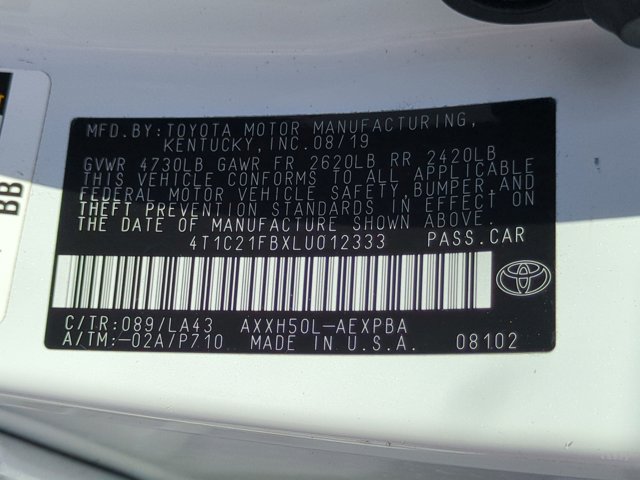 MFD. BY: TOYOTA MOTOR MANUFACTURING,
KENTUCKY, INC. 08/19
GVWR 4730LB GAWR FR 2620LB RR 2420LB
THIS VEHICLE CONFORMS TO ALL APPLICABLE
FEDERAL MOTOR VEHICLE SAFETY, BUMPER, AND
THEFT PREVENTION STANDARDS IN EFFECT ON
THE DATE OF MANUFACTURE SHOWN ABOVE.
4T1C21FBXLU012333 PASS. CAR
C/TR: 089/LA43 AXXH50L-AEXPBA
A/TM: -02A/P710 MADE IN U.S.A. 08102
BB